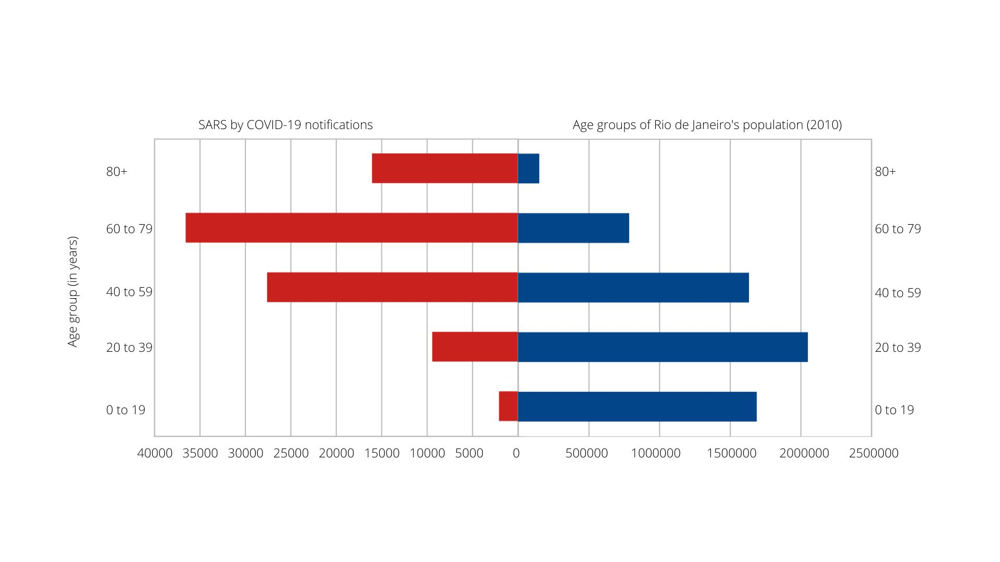 SARS by COVID-19 notifications
Age groups of Rio de Janeiro's population (2010)
Age group (in years)
80+
80+
60 to 79
60 to 79
40 to 59
40 to 59
20 to 39
20 to 39
0 to 19
0 to 19
40000 35000 30000 25000 20000 15000 10000 5000 0 500000 1000000 1500000 2000000 2500000